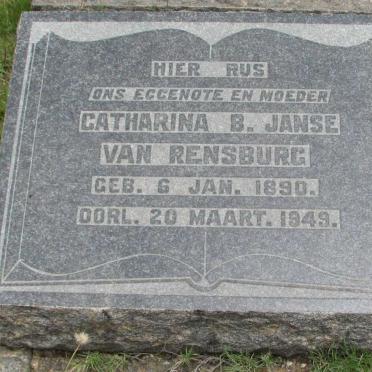 HIER RUS
ONS EGGENOTE EN MOEDER
CATHARINA B. JANSE
VAN RENSBURG
GEB. 6 JAN. 1890.
OORL. 20 MAART. 1949.